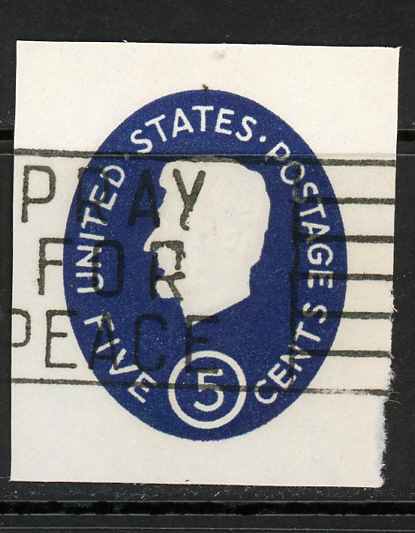 UNITED STATES · POSTAGE
FIVE 5 CENTS
PRAY
FOR
PEACE